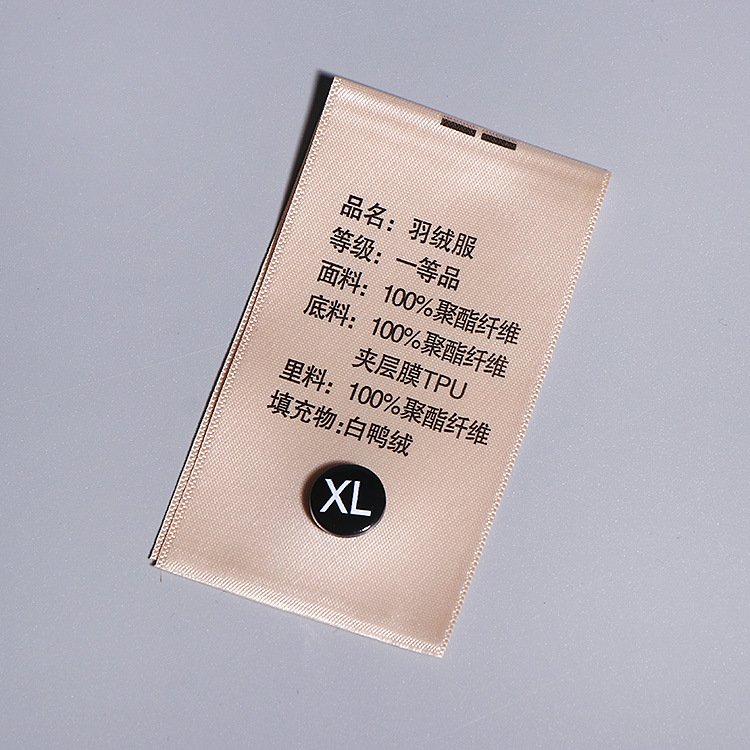 品名：羽绒服
等级：一等品
面料：100%聚酯纤维
底料：100%聚酯纤维
夹层膜TPU
里料：100%聚酯纤维
填充物:白鸭绒
XL